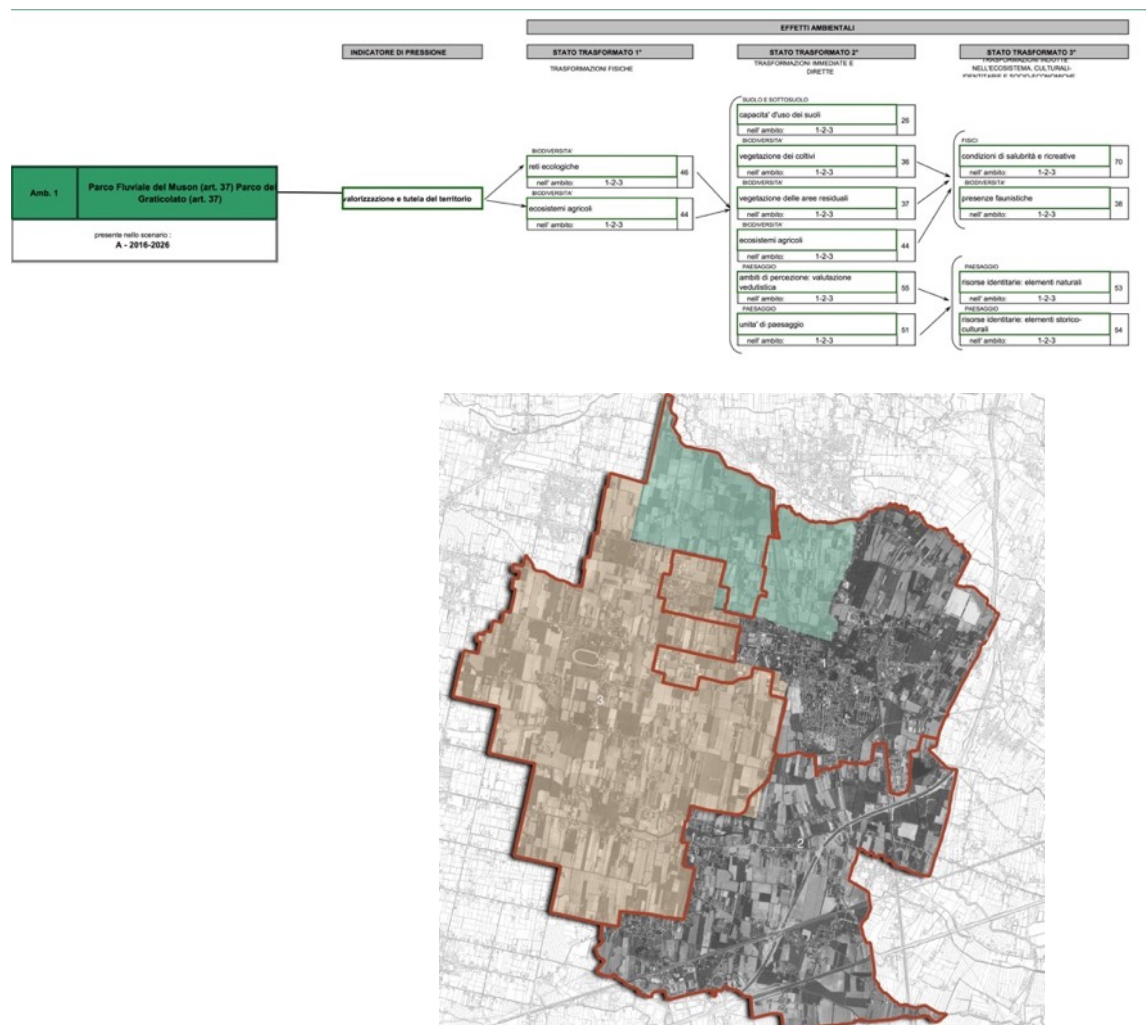 EFFETTI AMBIENTALI
INDICATORE DI PRESSIONE
STATO TRASFORMATO 1°
STATO TRASFORMATO 2°
STATO TRASFORMATO 3°
TRASFORMAZIONI FISICHE
TRASFORMAZIONI IMMEDIATE E
DIRETTE
TRASFORMAZIONI INDOTTE
NELL'ECOSISTEMA, CULTURALI-
IDENTITARIE E SOCIO-ECONOMICHE
Amb. 1
Parco Fluviale del Muson (art. 37) Parco del
Graticolato (art. 37)
presente nello scenario :
A - 2016-2026
valorizzazione e tutela del territorio
BIODIVERSITA'
reti ecologiche
46
nell' ambito: 1-2-3
BIODIVERSITA'
ecosistemi agricoli
44
nell' ambito: 1-2-3
SUOLO E SOTTOSUOLO
capacita' d'uso dei suoli
26
nell' ambito: 1-2-3
BIODIVERSITA'
vegetazione dei coltivi
36
nell' ambito: 1-2-3
BIODIVERSITA'
vegetazione delle aree residuali
37
nell' ambito: 1-2-3
BIODIVERSITA'
ecosistemi agricoli
44
nell' ambito: 1-2-3
PAESAGGIO
ambiti di percezione: valutazione
vedutistica
55
nell' ambito: 1-2-3
PAESAGGIO
unita' di paesaggio
51
nell' ambito: 1-2-3
FISICI
condizioni di salubrità e ricreative
70
nell' ambito: 1-2-3
BIODIVERSITA'
presenze faunistiche
38
nell' ambito: 1-2-3
PAESAGGIO
risorse identitarie: elementi naturali
53
nell' ambito: 1-2-3
PAESAGGIO
risorse identitarie: elementi storico-
culturali
54
nell' ambito: 1-2-3
1
3
2